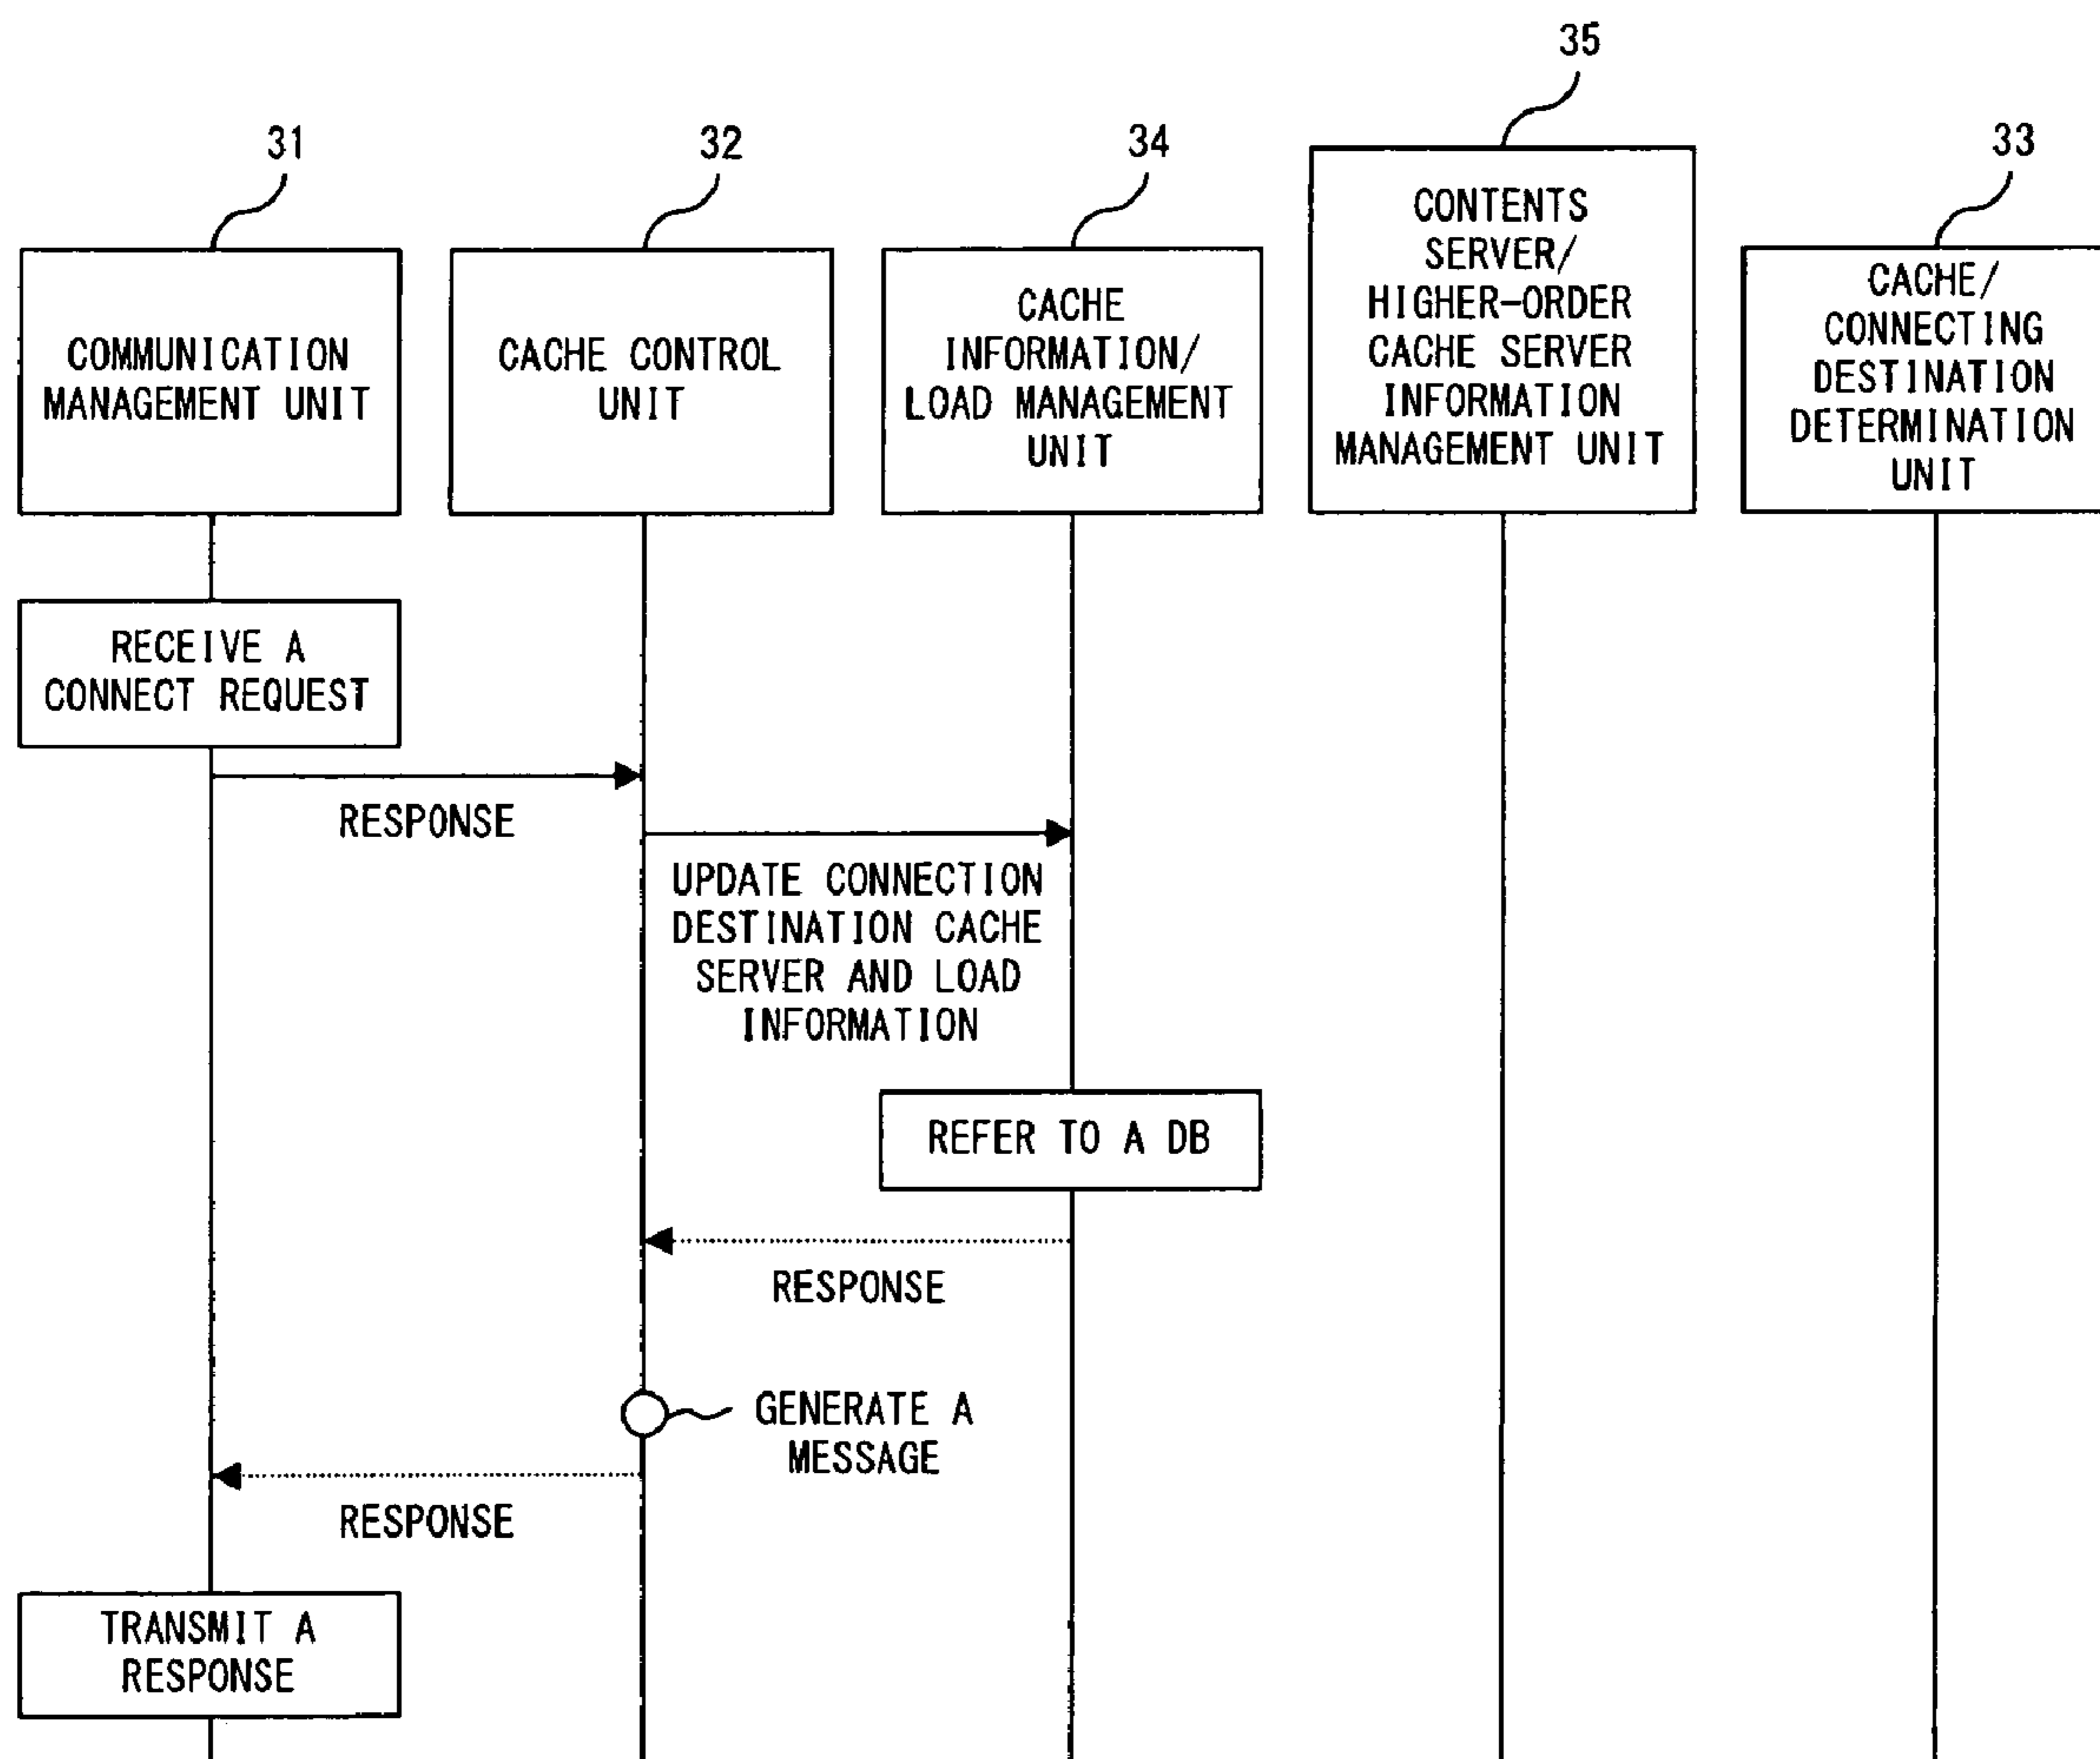 35
31
32
34
33
COMMUNICATION
MANAGEMENT UNIT
CACHE CONTROL
UNIT
CACHE
INFORMATION/
LOAD MANAGEMENT
UNIT
CONTENTS
SERVER/
HIGHER-ORDER
CACHE SERVER
INFORMATION
MANAGEMENT UNIT
CACHE/
CONNECTING
DESTINATION
DETERMINATION
UNIT
RECEIVE A
CONNECT REQUEST
RESPONSE
UPDATE CONNECTION
DESTINATION CACHE
SERVER AND LOAD
INFORMATION
REFER TO A DB
RESPONSE
GENERATE A
MESSAGE
RESPONSE
TRANSMIT A
RESPONSE